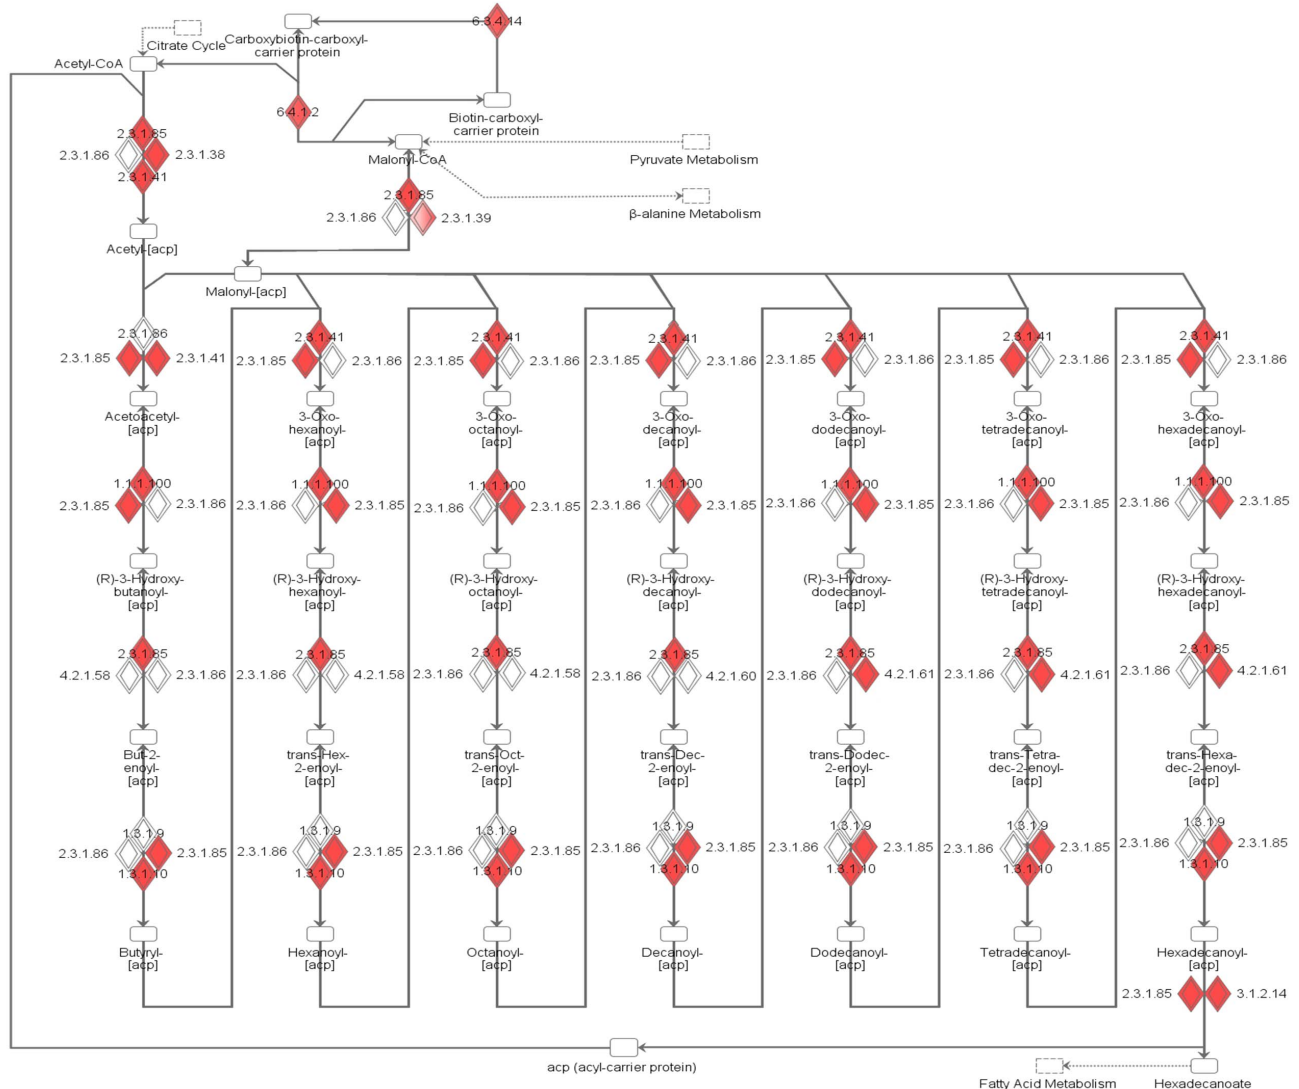 6.3.4.14
Citrate Cycle
Carboxybiotin-carboxyl-
carrier protein
Acetyl-CoA
6.4.1.2
Biotin-carboxyl-
carrier protein
2.3.1.85
2.3.1.86
2.3.1.38
2.3.1.41
Malonyl-CoA
Pyruvate Metabolism
2.3.1.85
2.3.1.86
2.3.1.39
β-alanine Metabolism
Acetyl-[acp]
Malonyl-[acp]
2.3.1.86
2.3.1.85
2.3.1.41
2.3.1.41
2.3.1.85
2.3.1.86
2.3.1.41
2.3.1.85
2.3.1.86
2.3.1.41
2.3.1.85
2.3.1.86
2.3.1.41
2.3.1.85
2.3.1.86
2.3.1.41
2.3.1.85
2.3.1.86
2.3.1.41
2.3.1.85
2.3.1.86
Acetoacetyl-
[acp]
3-Oxo-
hexanoyl-
[acp]
3-Oxo-
octanoyl-
[acp]
3-Oxo-
decanoyl-
[acp]
3-Oxo-
dodecanoyl-
[acp]
3-Oxo-
tetradecanoyl-
[acp]
3-Oxo-
hexadecanoyl-
[acp]
1.1.1.100
2.3.1.85
2.3.1.86
1.1.1.100
2.3.1.86
2.3.1.85
1.1.1.100
2.3.1.86
2.3.1.85
1.1.1.100
2.3.1.86
2.3.1.85
1.1.1.100
2.3.1.86
2.3.1.85
1.1.1.100
2.3.1.86
2.3.1.85
1.1.1.100
2.3.1.86
2.3.1.85
(R)-3-Hydroxy-
butanoyl-
[acp]
(R)-3-Hydroxy-
hexanoyl-
[acp]
(R)-3-Hydroxy-
octanoyl-
[acp]
(R)-3-Hydroxy-
decanoyl-
[acp]
(R)-3-Hydroxy-
dodecanoyl-
[acp]
(R)-3-Hydroxy-
tetradecanoyl-
[acp]
(R)-3-Hydroxy-
hexadecanoyl-
[acp]
2.3.1.85
4.2.1.58
2.3.1.86
2.3.1.85
2.3.1.86
4.2.1.58
2.3.1.85
2.3.1.86
4.2.1.58
2.3.1.85
2.3.1.86
4.2.1.60
2.3.1.85
2.3.1.86
4.2.1.61
2.3.1.85
2.3.1.86
4.2.1.61
2.3.1.85
2.3.1.86
4.2.1.61
But-2-
enoyl-
[acp]
trans-Hex-
2-enoyl-
[acp]
trans-Oct-
2-enoyl-
[acp]
trans-Dec-
2-enoyl-
[acp]
trans-Dodec-
2-enoyl-
[acp]
trans-Tetra-
dec-2-enoyl-
[acp]
trans-Hexa-
dec-2-enoyl-
[acp]
1.3.1.9
2.3.1.86
2.3.1.85
1.3.1.10
1.3.1.9
2.3.1.86
2.3.1.85
1.3.1.10
1.3.1.9
2.3.1.86
2.3.1.85
1.3.1.10
1.3.1.9
2.3.1.86
2.3.1.85
1.3.1.10
1.3.1.9
2.3.1.86
2.3.1.85
1.3.1.10
1.3.1.9
2.3.1.86
2.3.1.85
1.3.1.10
1.3.1.9
2.3.1.86
2.3.1.85
1.3.1.10
Butyryl-
[acp]
Hexanoyl-
[acp]
Octanoyl-
[acp]
Decanoyl-
[acp]
Dodecanoyl-
[acp]
Tetradecanoyl-
[acp]
Hexadecanoyl-
[acp]
2.3.1.85
3.1.2.14
acp (acyl-carrier protein)
Fatty Acid Metabolism
Hexadecanoate